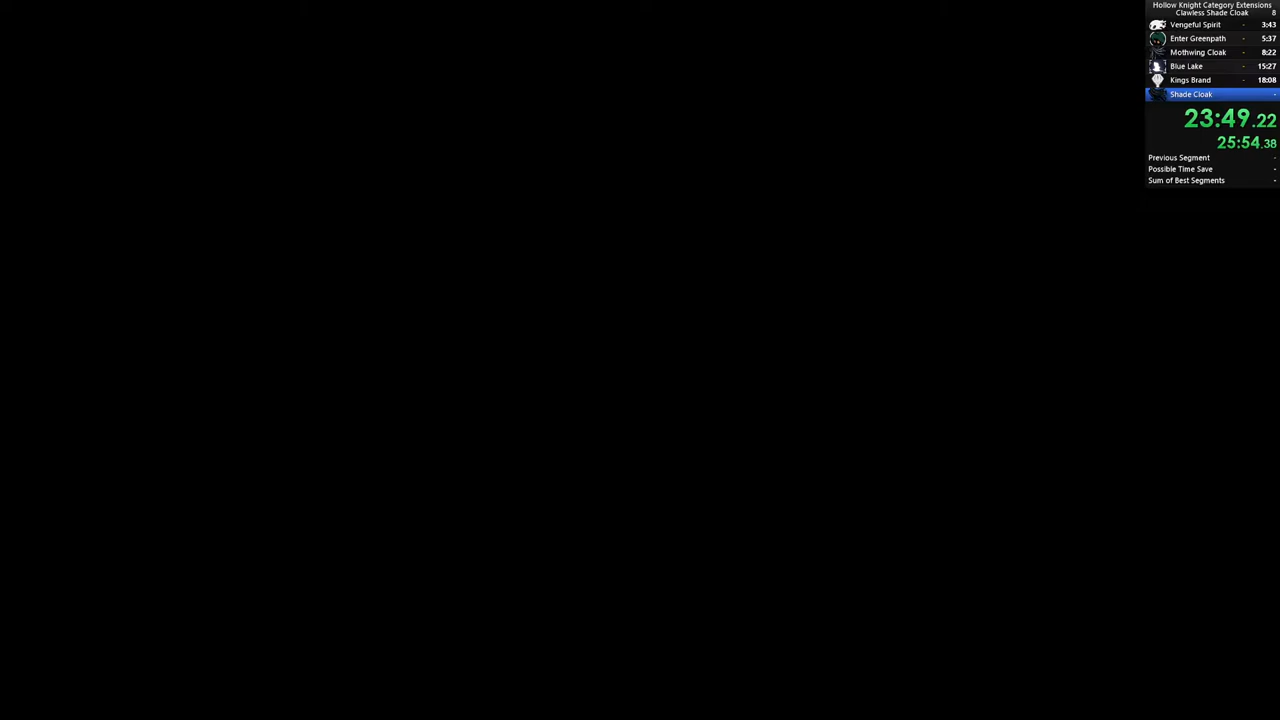 Hollow Knight Category Extensions
Clawless Shade Cloak 8
Vengeful Spirit - 3:43
Enter Greenpath - 5:37
Mothwing Cloak - 8:22
Blue Lake - 15:27
Kings Brand - 18:08
Shade Cloak -
23:49.22
25:54.38
Previous Segment -
Possible Time Save -
Sum of Best Segments -